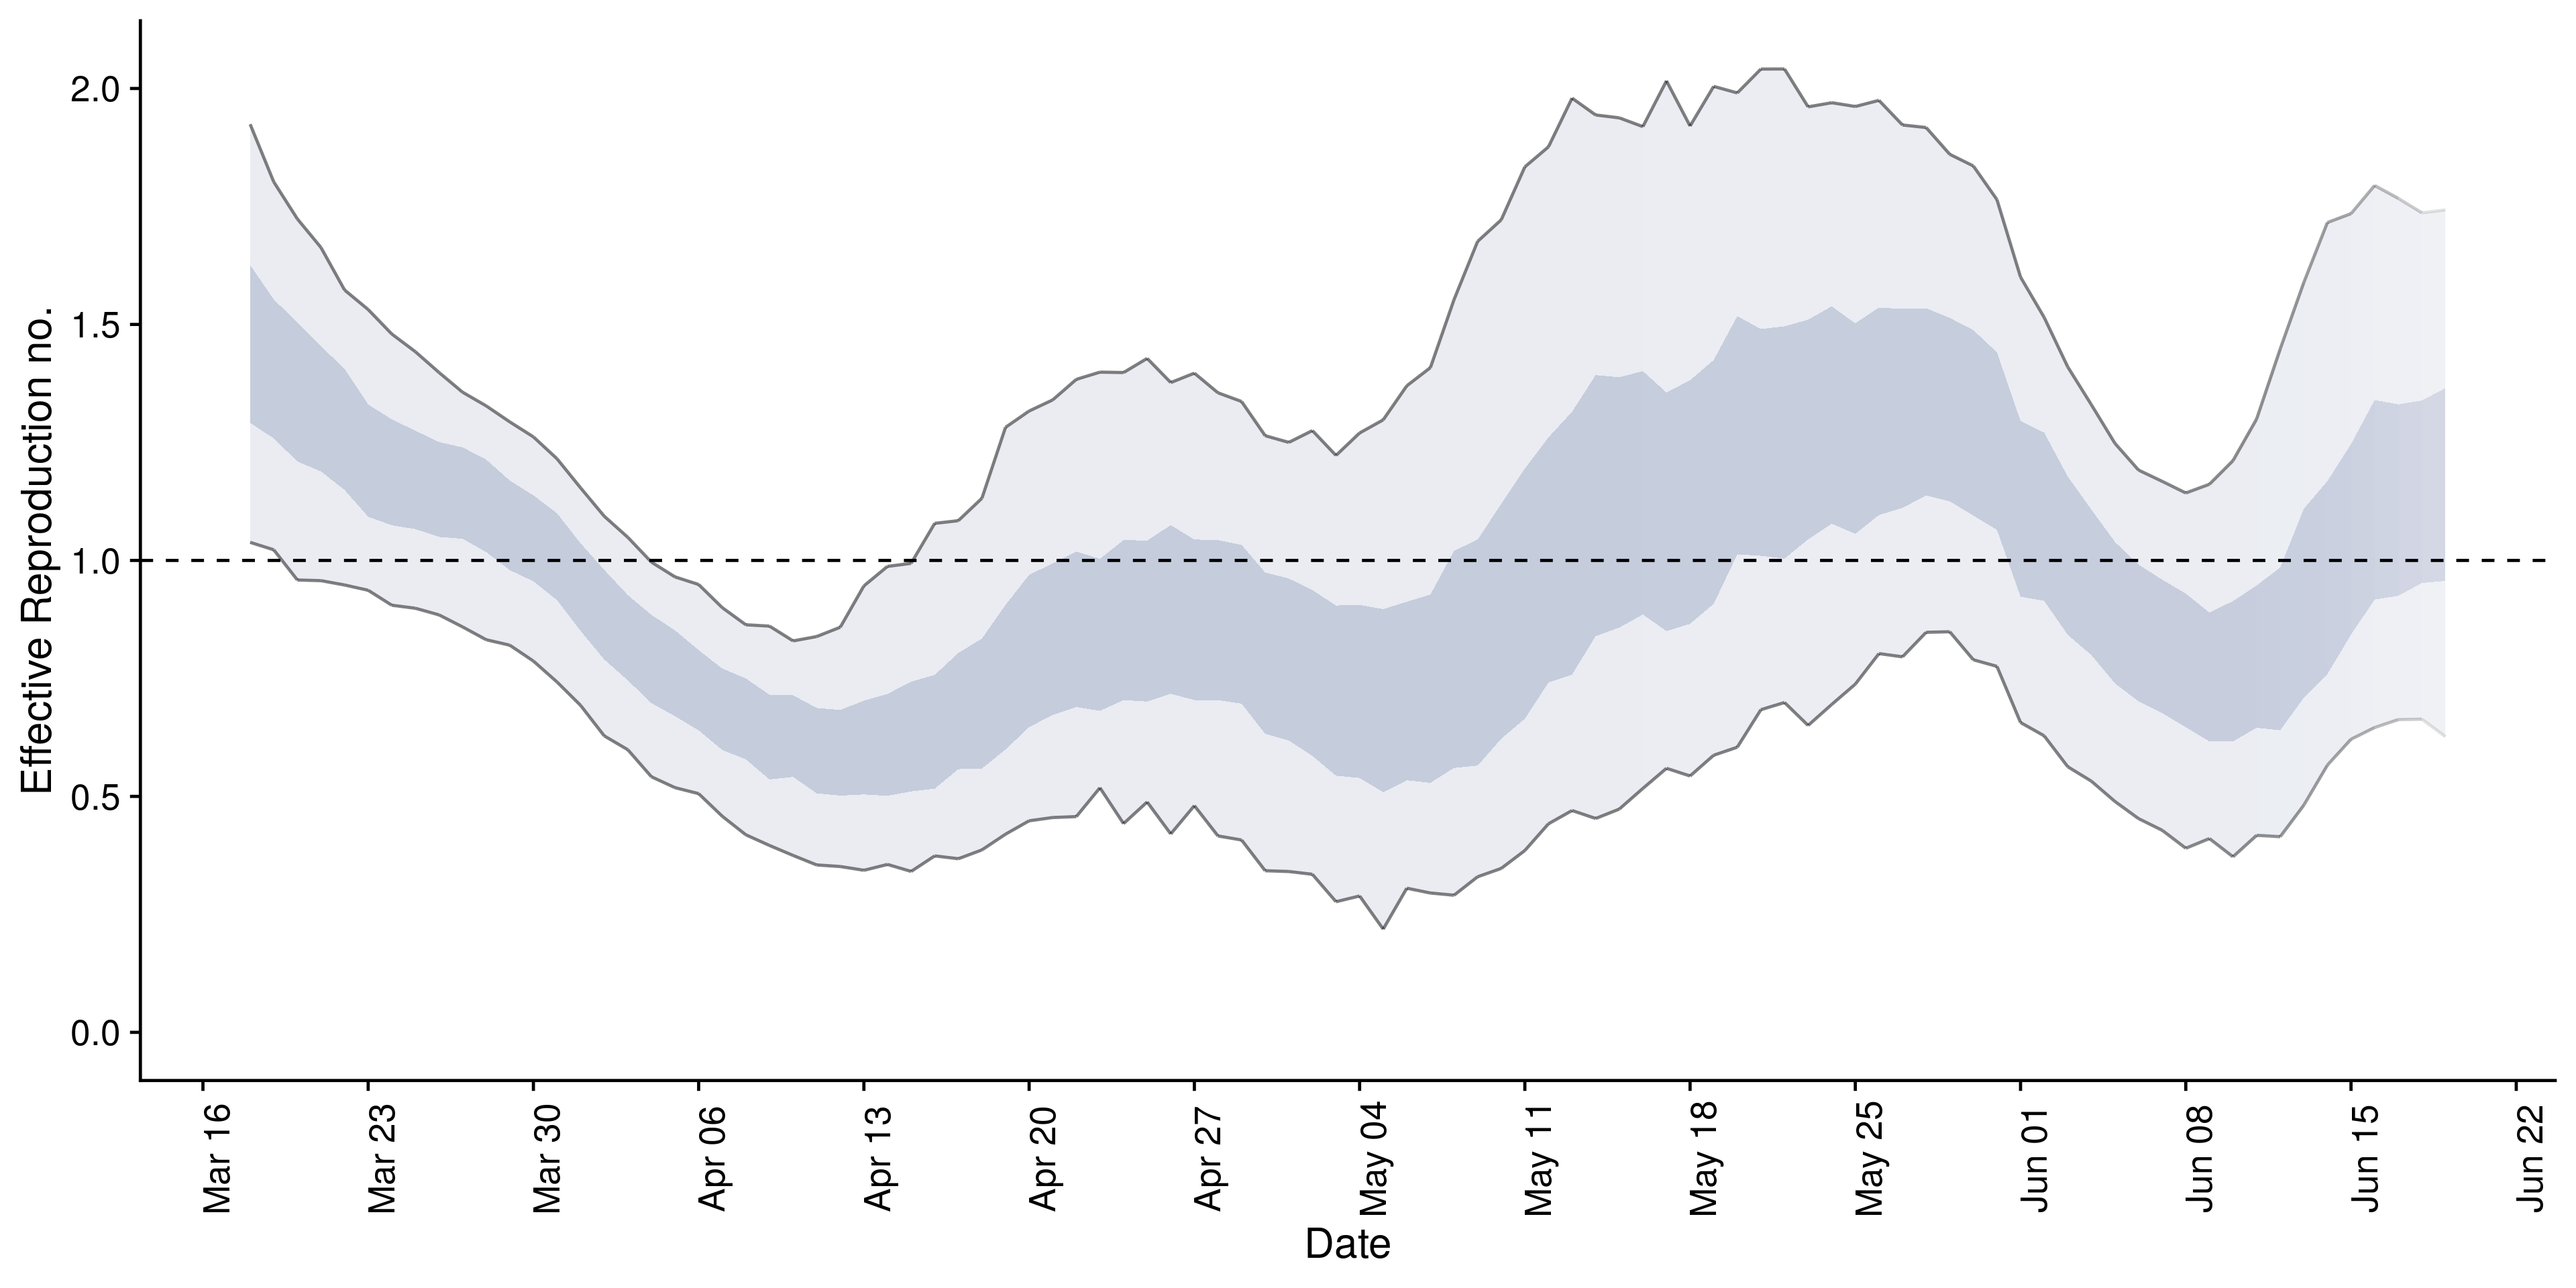 Effective Reproduction no.
2.0
1.5
1.0
0.5
0.0
Mar 16
Mar 23
Mar 30
Apr 06
Apr 13
Apr 20
Apr 27
May 04
May 11
May 18
May 25
Jun 01
Jun 08
Jun 15
Jun 22
Date